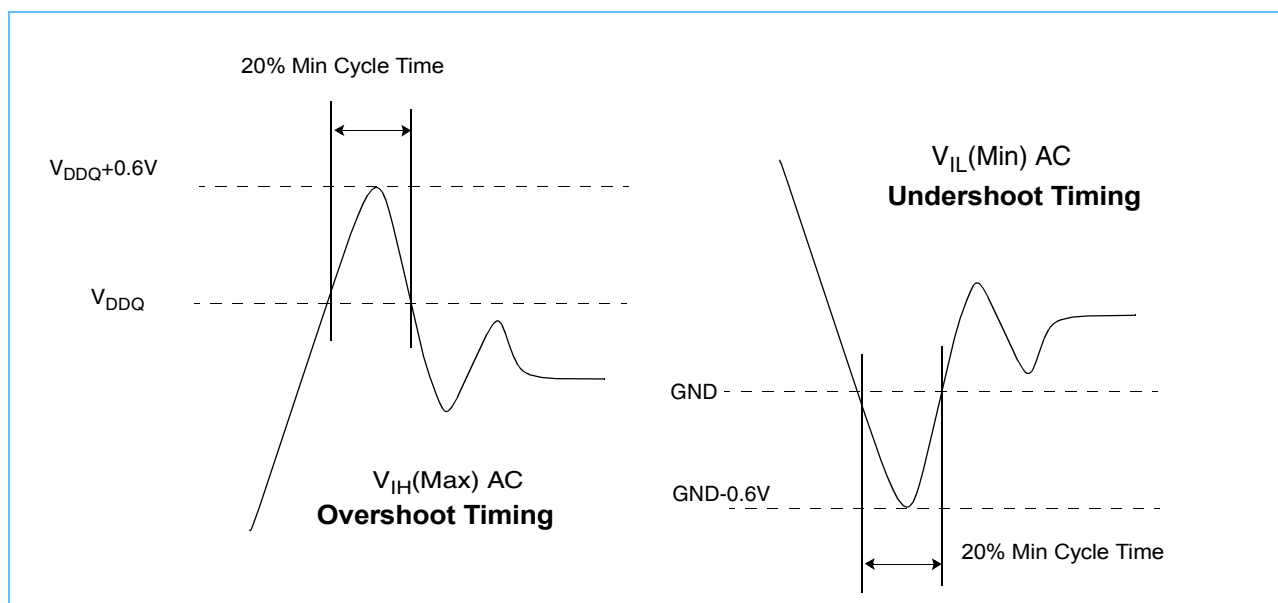 20% Min Cycle Time
VDDQ+0.6V
VDDQ
VIH(Max) AC
Overshoot Timing
VIL(Min) AC
Undershoot Timing
GND
GND-0.6V
20% Min Cycle Time